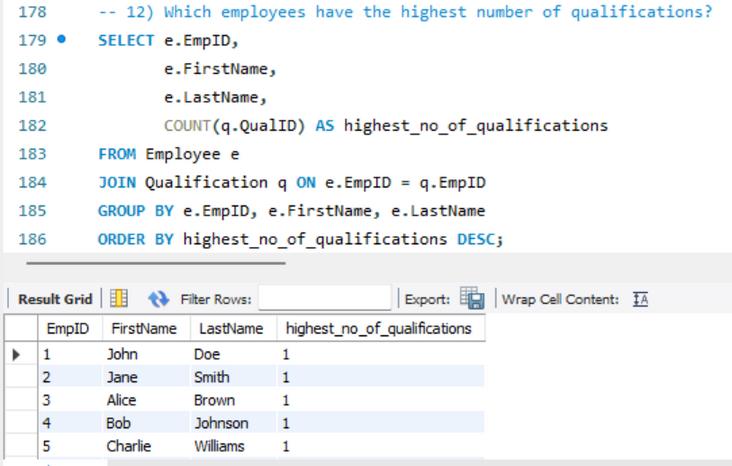 178 -- 12) Which employees have the highest number of qualifications?
179 SELECT e.EmpID,
180 e.FirstName,
181 e.LastName,
182 COUNT(q.QualID) AS highest_no_of_qualifications
183 FROM Employee e
184 JOIN Qualification q ON e.EmpID = q.EmpID
185 GROUP BY e.EmpID, e.FirstName, e.LastName
186 ORDER BY highest_no_of_qualifications DESC;
Result Grid Filter Rows: Export: Wrap Cell Content: IA
EmpID FirstName LastName highest_no_of_qualifications
1 John Doe 1
2 Jane Smith 1
3 Alice Brown 1
4 Bob Johnson 1
5 Charlie Williams 1